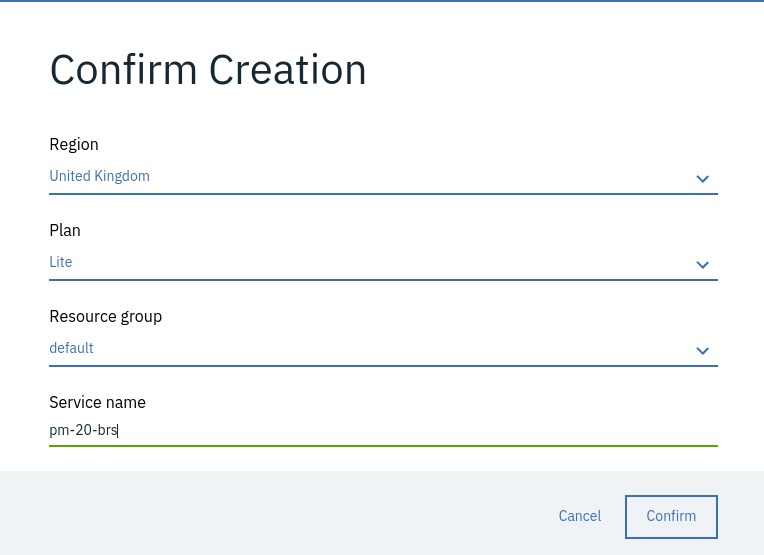 Confirm Creation
Region
United Kingdom
Plan
Lite
Resource group
default
Service name
pm-20-brs
Cancel Confirm